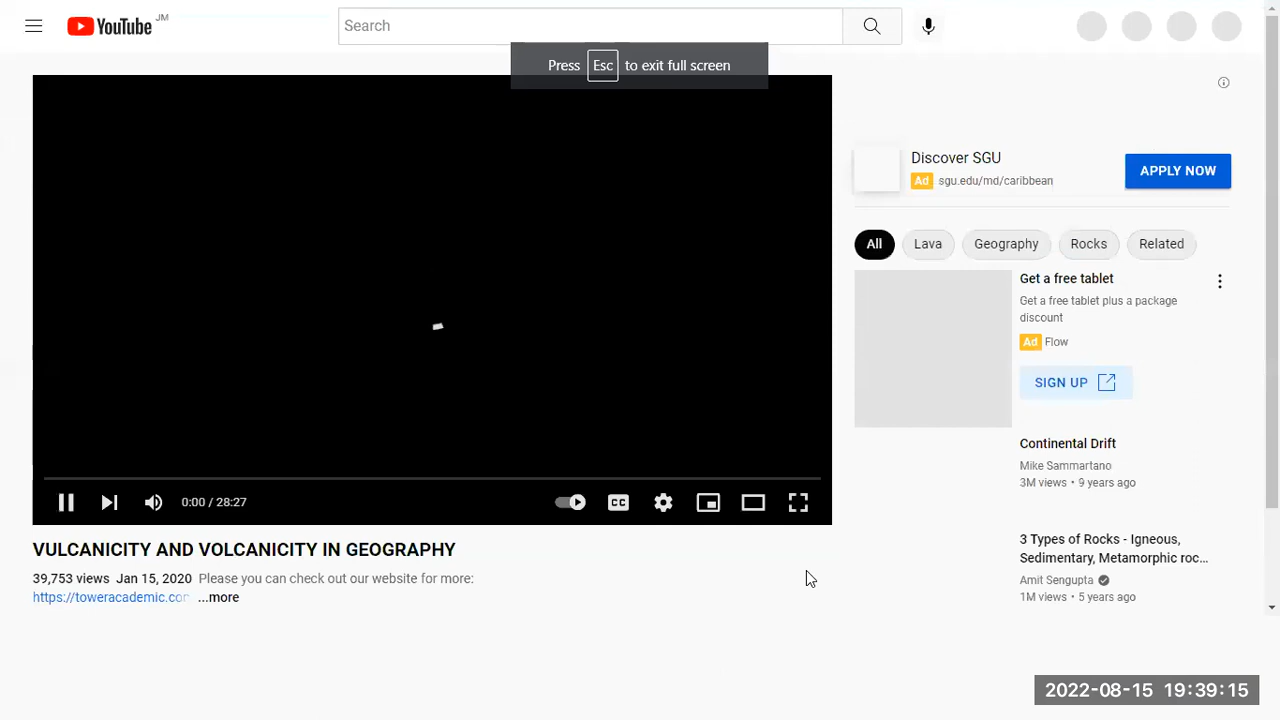 YouTube JM
Search
Press Esc to exit full screen
Discover SGU
Ad sgu.edu/md/caribbean
APPLY NOW
All Lava Geography Rocks Related
Get a free tablet
Get a free tablet plus a package
discount
Ad Flow
SIGN UP
Continental Drift
Mike Sammartano
3M views • 9 years ago
3 Types of Rocks - Igneous,
Sedimentary, Metamorphic roc...
Amit Sengupta
1M views • 5 years ago
CC
0:00 / 28:27
VULCANICITY AND VOLCANICITY IN GEOGRAPHY
39,753 views Jan 15, 2020 Please you can check out our website for more:
https://toweracademic.com ...more
2022-08-15 19:39:15